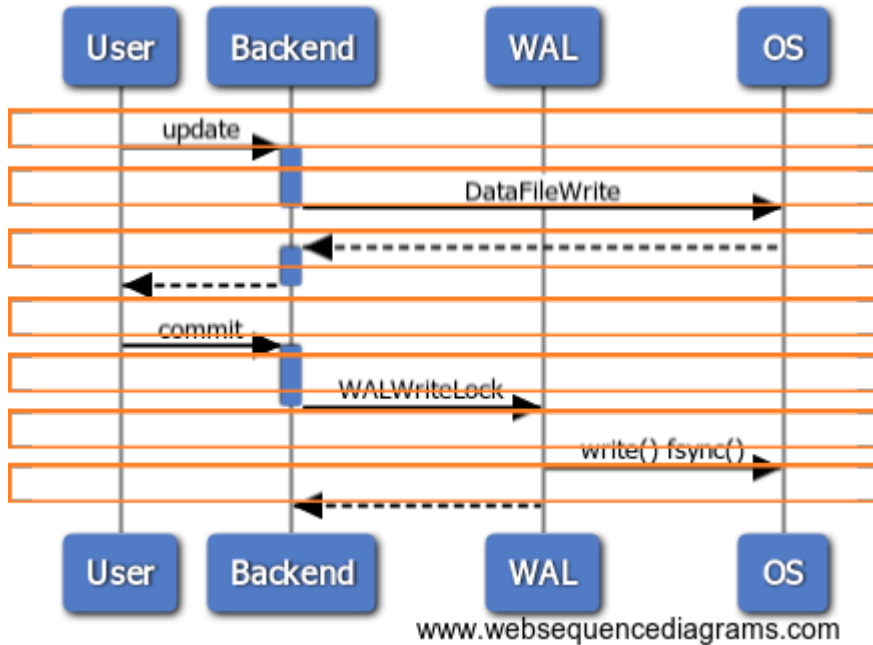 User Backend WAL OS
update
DataFileWrite
commit
WALWriteLock
write() fsync()
User Backend WAL OS
www.websequencediagrams.com